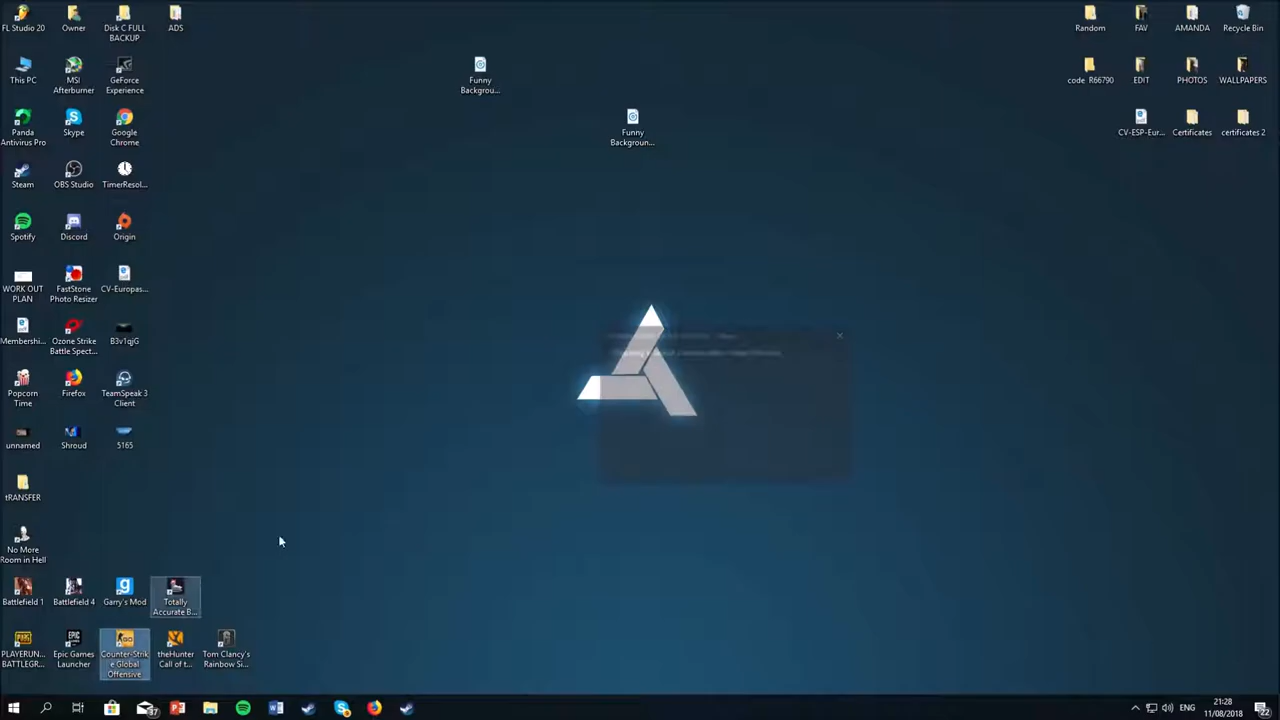 FL Studio 20
Owner
Disk C FULL
BACKUP
ADS
Random
FAV
AMANDA
Recycle Bin
This PC
MSI
Afterburner
GeForce
Experience
Funny
Backgrou...
code_R66790
EDIT
PHOTOS
WALLPAPERS
Panda
Antivirus Pro
Skype
Google
Chrome
Funny
Backgroun...
CV-ESP-Eur...
Certificates
certificates 2
Steam
OBS Studio
TimerResol...
Spotify
Discord
Origin
WORK OUT
PLAN
FastStone
Photo Resizer
CV-Europas...
Membershi...
Ozone Strike
Battle Spect...
B3v1qjG
Popcorn
Time
Firefox
TeamSpeak 3
Client
unnamed
Shroud
5165
tRANSFER
No More
Room in Hell
Battlefield 1
Battlefield 4
Garry's Mod
Totally
Accurate B...
PLAYERUN...
BATTLEGR...
Epic Games
Launcher
Counter-Strik
e Global
Offensive
theHunter
Call of t...
Tom Clancy's
Rainbow Si...
37
ENG
21:28
11/08/2018
22